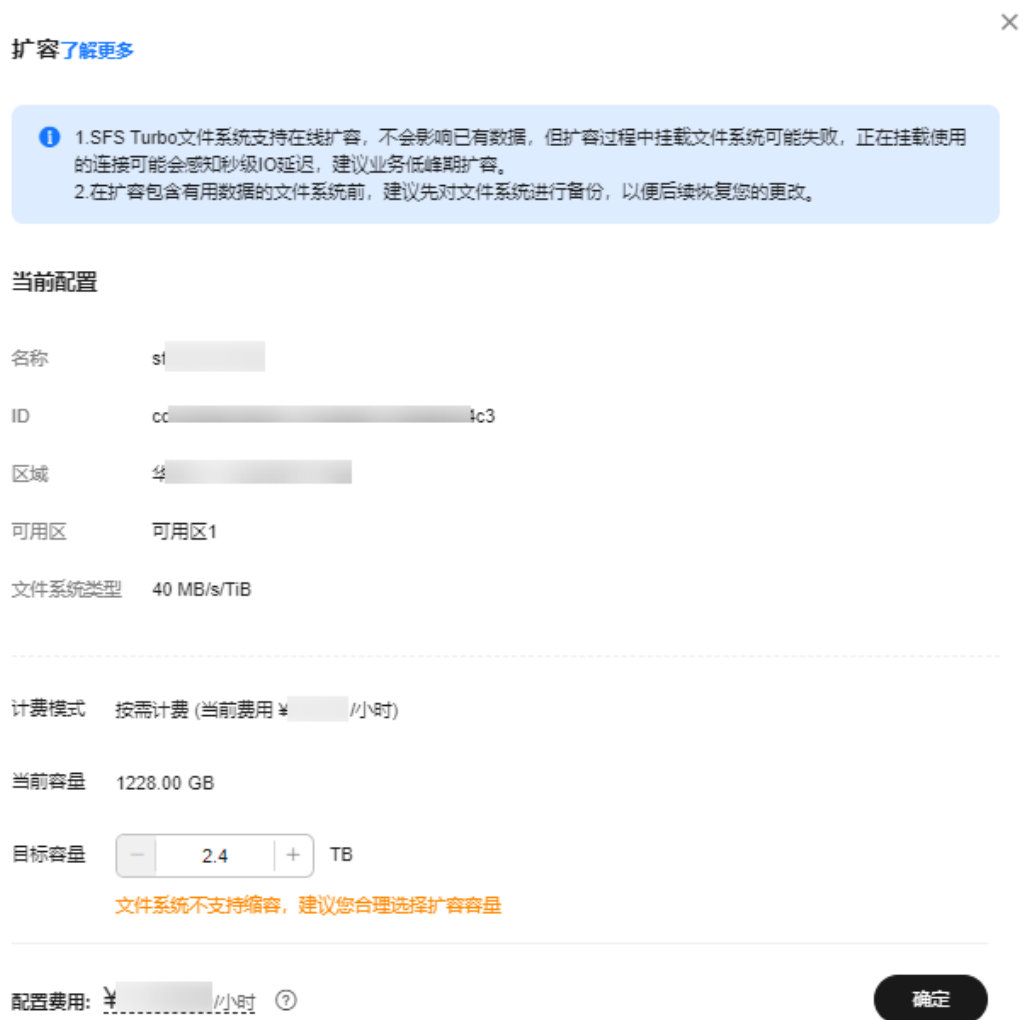 扩容了解更多
1.SFS Turbo文件系统支持在线扩容，不会影响已有数据，但扩容过程中挂载文件系统可能失败，正在挂载使用
的连接可能会感知秒级IO延迟，建议业务低峰期扩容。
2.在扩容包含有用数据的文件系统前，建议先对文件系统进行备份，以便后续恢复您的更改。
当前配置
名称 sf
ID cc 4c3
区域 华
可用区 可用区1
文件系统类型 40 MB/s/TiB
计费模式 按需计费 (当前费用 ¥ /小时)
当前容量 1228.00 GB
目标容量 2.4 TB
文件系统不支持缩容，建议您合理选择扩容容量
配置费用: ¥ /小时
确定